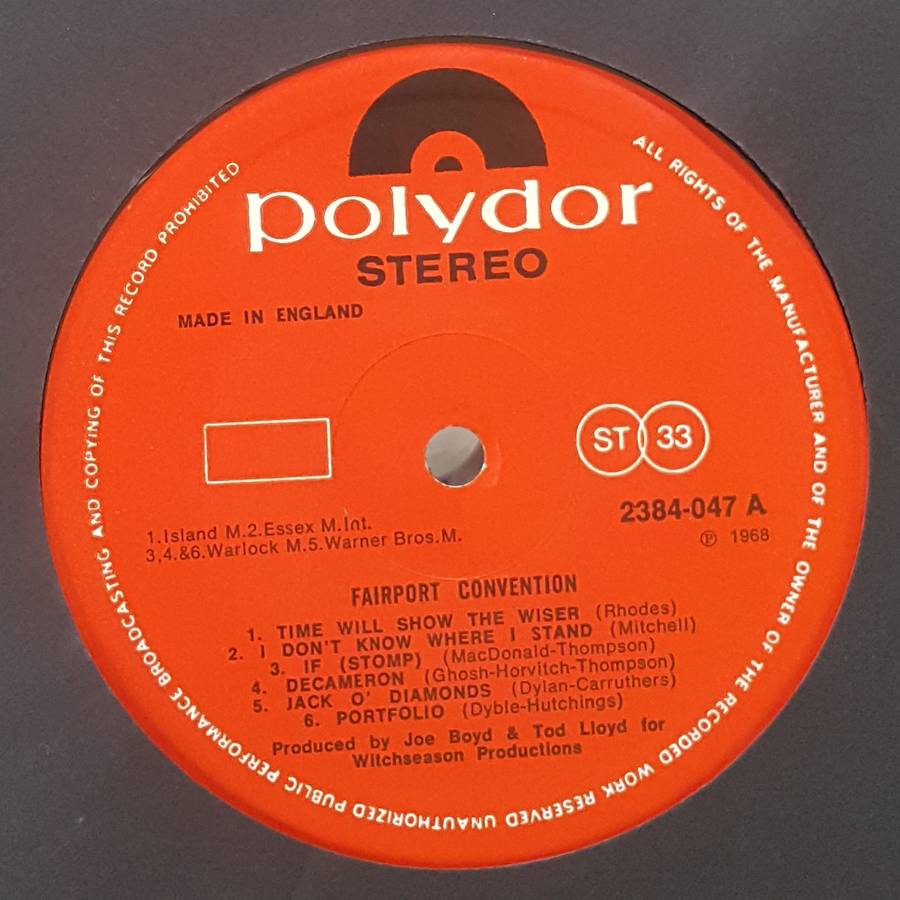 polydor
STEREO
MADE IN ENGLAND
ST 33
2384-047 A
℗ 1968
1.Island M.2.Essex M.Int.
3,4.&6.Warlock M.5.Warner Bros.M.
FAIRPORT CONVENTION
1. TIME WILL SHOW THE WISER (Rhodes)
2. I DON'T KNOW WHERE I STAND (Mitchell)
3. IF (STOMP) (MacDonald-Thompson)
4. DECAMERON (Ghosh-Horvitch-Thompson)
5. JACK O' DIAMONDS (Dylan-Carruthers)
6. PORTFOLIO (Dyble-Hutchings)
Produced by Joe Boyd & Tod Lloyd for
Witchseason Productions
ALL RIGHTS OF THE MANUFACTURER AND OF THE OWNER OF THE RECORDED WORK RESERVED UNAUTHORIZED PUBLIC PERFORMANCE BROADCASTING AND COPYING OF THIS RECORD PROHIBITED